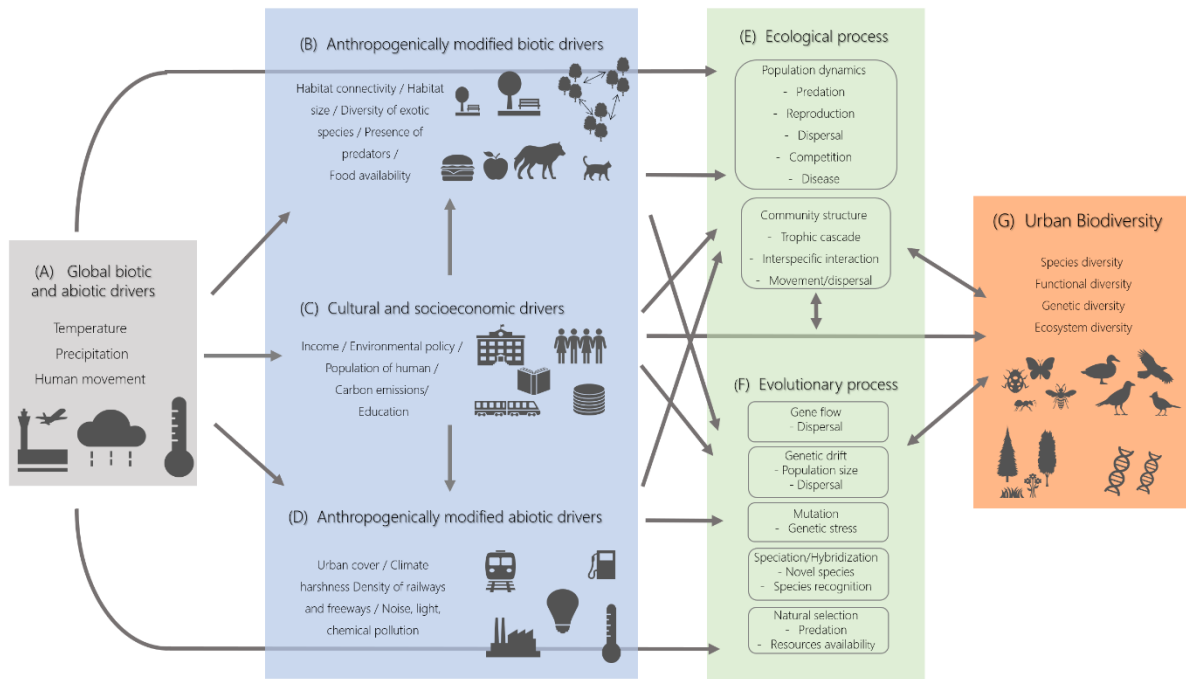 (A) Global biotic
and abiotic drivers
Temperature
Precipitation
Human movement
(B) Anthropogenically modified biotic drivers
Habitat connectivity / Habitat
size / Diversity of exotic
species / Presence of
predators /
Food availability
(C) Cultural and socioeconomic drivers
Income / Environmental policy /
Population of human /
Carbon emissions/
Education
(D) Anthropogenically modified abiotic drivers
Urban cover / Climate
harshness Density of railways
and freeways / Noise, light,
chemical pollution
(E) Ecological process
Population dynamics
- Predation
- Reproduction
- Dispersal
- Competition
- Disease
Community structure
- Trophic cascade
- Interspecific interaction
- Movement/dispersal
(F) Evolutionary process
Gene flow
- Dispersal
Genetic drift
- Population size
- Dispersal
Mutation
- Genetic stress
Speciation/Hybridization
- Novel species
- Species recognition
Natural selection
- Predation
- Resources availability
(G) Urban Biodiversity
Species diversity
Functional diversity
Genetic diversity
Ecosystem diversity